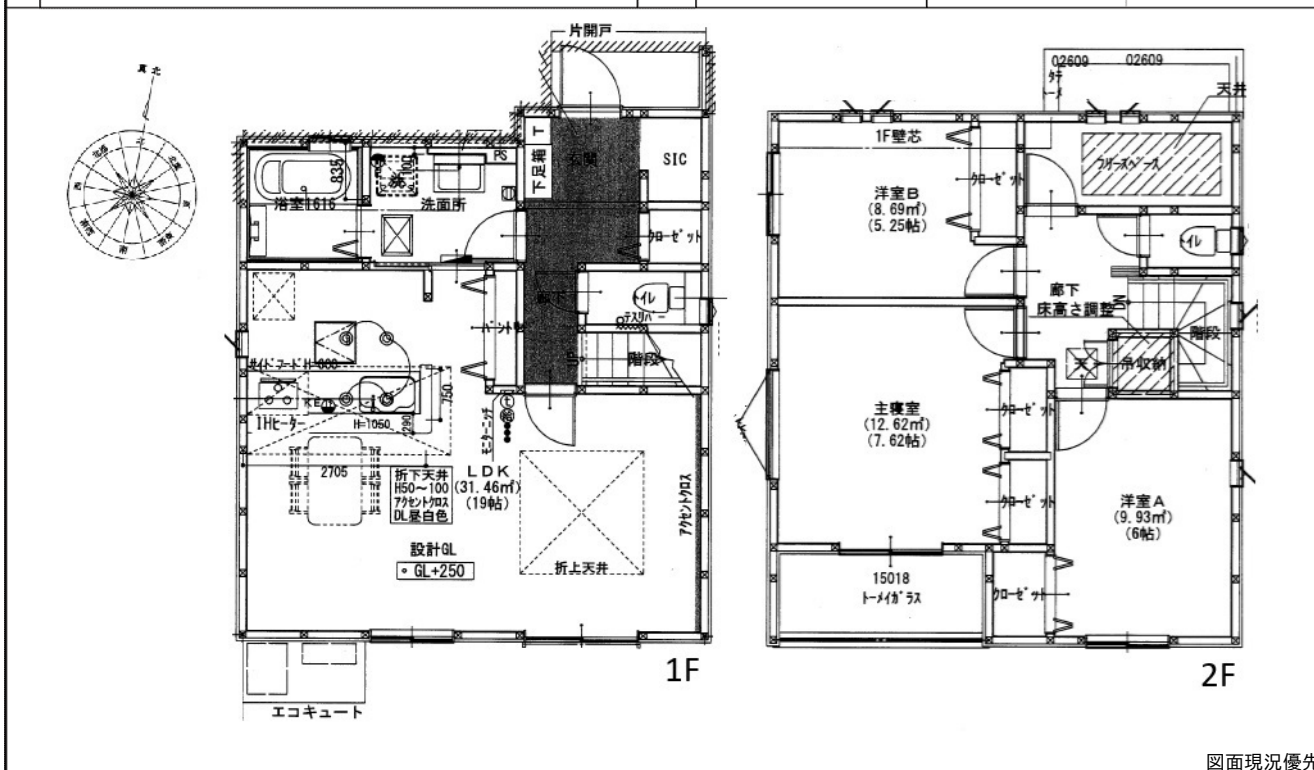 片開戸
真北
北
東
南
西
玄関
下足箱
T
SIC
PS
835
洗
浴室1616
洗面所
クローゼット
廊下
トイレ
パントリー
UP
階段
サイドフードH=900
IHヒーター
H=1050
750
モニターニッチ
2705
折下天井
H50～100
アクセントクロス
DL昼白色
LDK
(31.46㎡)
(19帖)
アクセントクロス
折上天井
設計GL
GL+250
エコキュート
1F
02609
02609
天井
1F壁芯
フリースペース
洋室B
(8.69㎡)
(5.25帖)
クローゼット
トイレ
廊下
床高さ調整
DN
階段
天
吊収納
主寝室
(12.62㎡)
(7.62帖)
クローゼット
クローゼット
洋室A
(9.93㎡)
(6帖)
クローゼット
15018
トーメイガラス
2F
図面現況優先